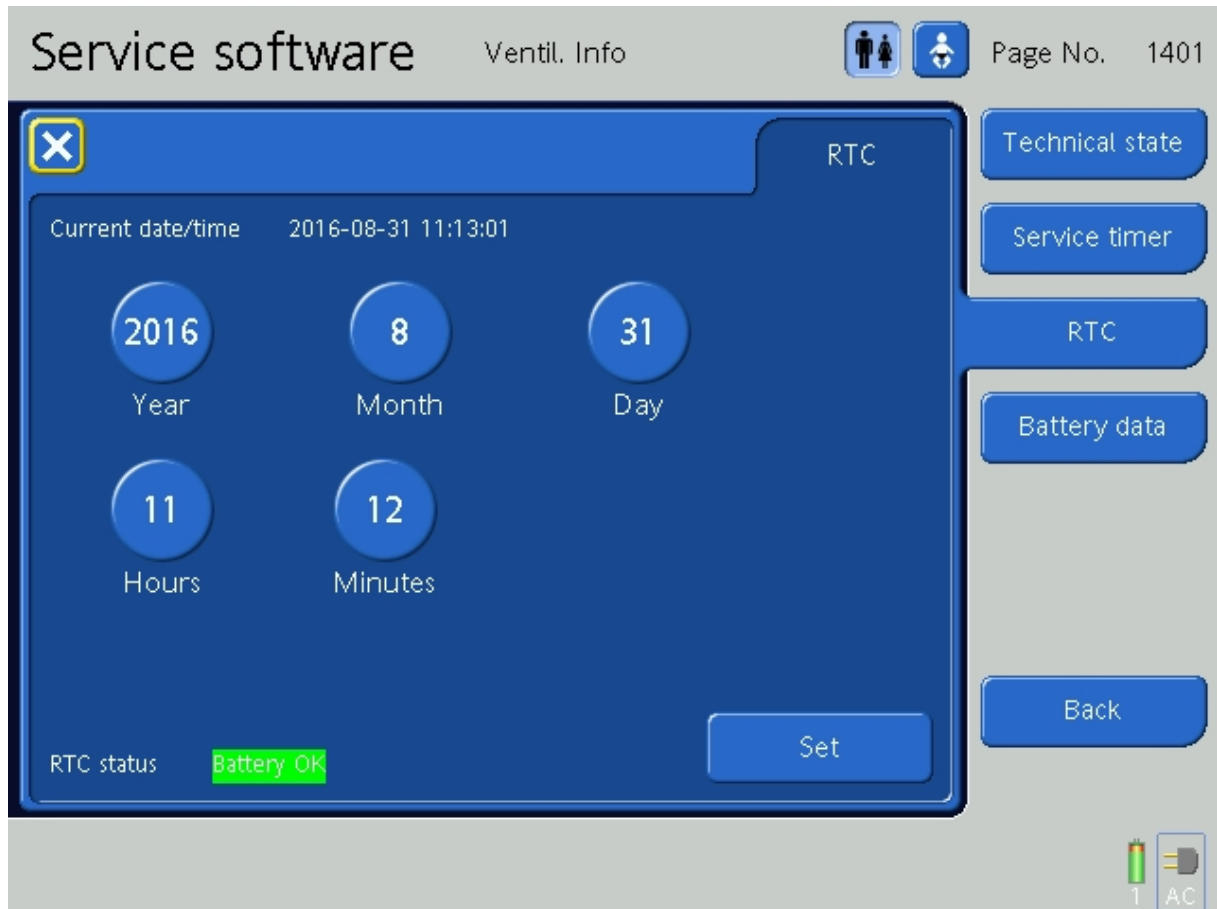 Service software Ventil. Info Page No. 1401
RTC
Technical state
Current date/time 2016-08-31 11:13:01
Service timer
2016 8 31
RTC
Year Month Day
Battery data
11 12
Hours Minutes
Back
Set
RTC status Battery OK
1 AC